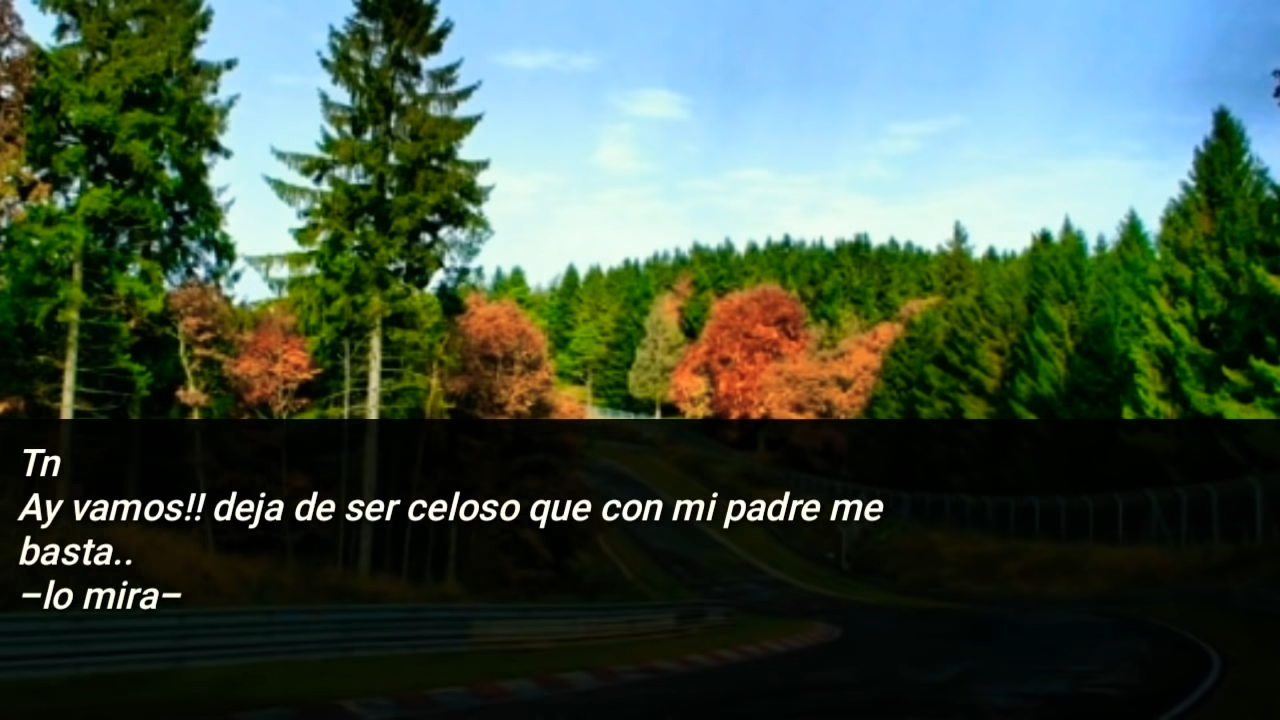 Tn
Ay vamos!! deja de ser celoso que con mi padre me
basta..
–lo mira–